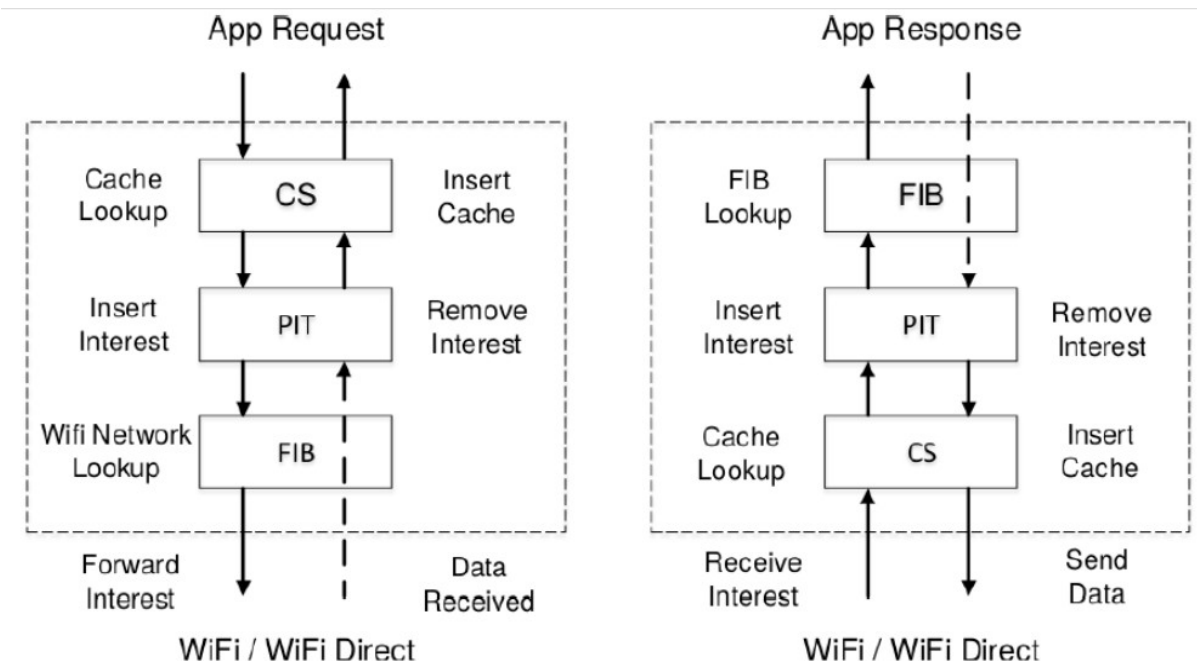 App Request
Cache
Lookup
CS
Insert
Cache
Insert
Interest
PIT
Remove
Interest
Wifi Network
Lookup
FIB
Forward
Interest
Data
Received
WiFi / WiFi Direct
App Response
FIB
Lookup
FIB
Insert
Interest
PIT
Remove
Interest
Cache
Lookup
CS
Insert
Cache
Receive
Interest
Send
Data
WiFi / WiFi Direct